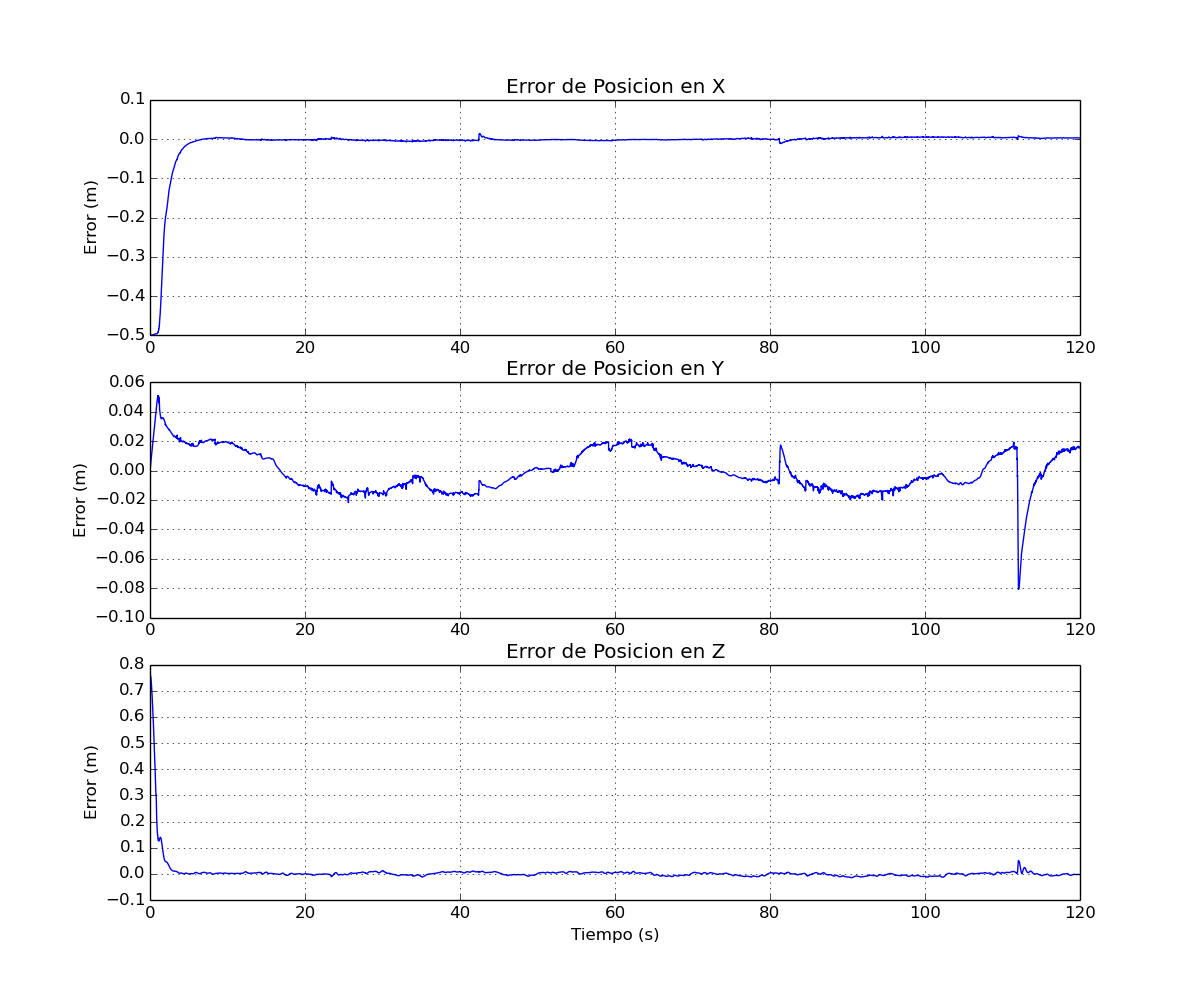 Error de Posicion en X
0.1
0.0
−0.1
−0.2
−0.3
−0.4
−0.5
Error (m)
0 20 40 60 80 100 120
Error de Posicion en Y
0.06
0.04
0.02
0.00
−0.02
−0.04
−0.06
−0.08
−0.10
Error (m)
0 20 40 60 80 100 120
Error de Posicion en Z
0.8
0.7
0.6
0.5
0.4
0.3
0.2
0.1
0.0
−0.1
Error (m)
0 20 40 60 80 100 120
Tiempo (s)